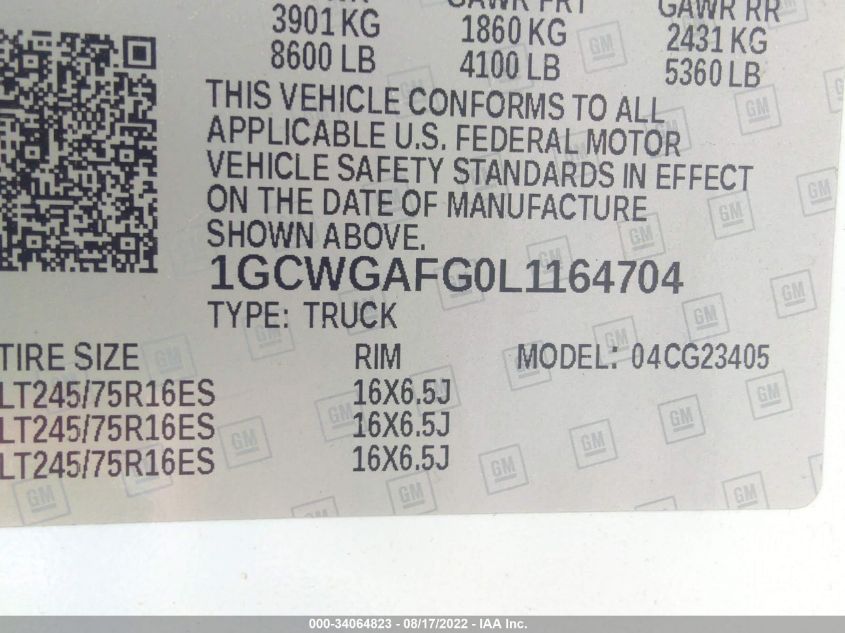 GAWR FRT GAWR RR
3901 KG 1860 KG 2431 KG
8600 LB 4100 LB 5360 LB
THIS VEHICLE CONFORMS TO ALL
APPLICABLE U.S. FEDERAL MOTOR
VEHICLE SAFETY STANDARDS IN EFFECT
ON THE DATE OF MANUFACTURE
SHOWN ABOVE.
1GCWGAFG0L1164704
TYPE: TRUCK
TIRE SIZE RIM MODEL: 04CG23405
LT245/75R16ES 16X6.5J
LT245/75R16ES 16X6.5J
LT245/75R16ES 16X6.5J
000-34064823 - 08/17/2022 - IAA Inc.